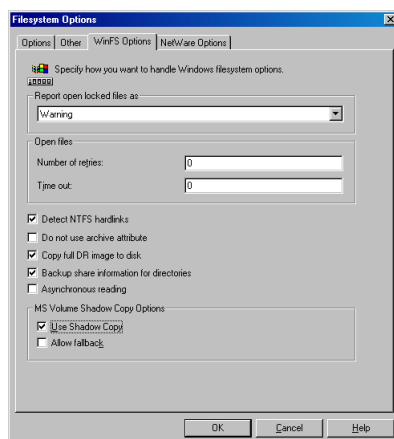 Filesystem Options
Options Other WinFS Options NetWare Options
Specify how you want to handle Windows filesystem options.
Report open locked files as
Warning
Open files
Number of retries: 0
Time out: 0
Detect NTFS hardlinks
Do not use archive attribute
Copy full DR image to disk
Backup share information for directories
Asynchronous reading
MS Volume Shadow Copy Options
Use Shadow Copy
Allow fallback
OK Cancel Help